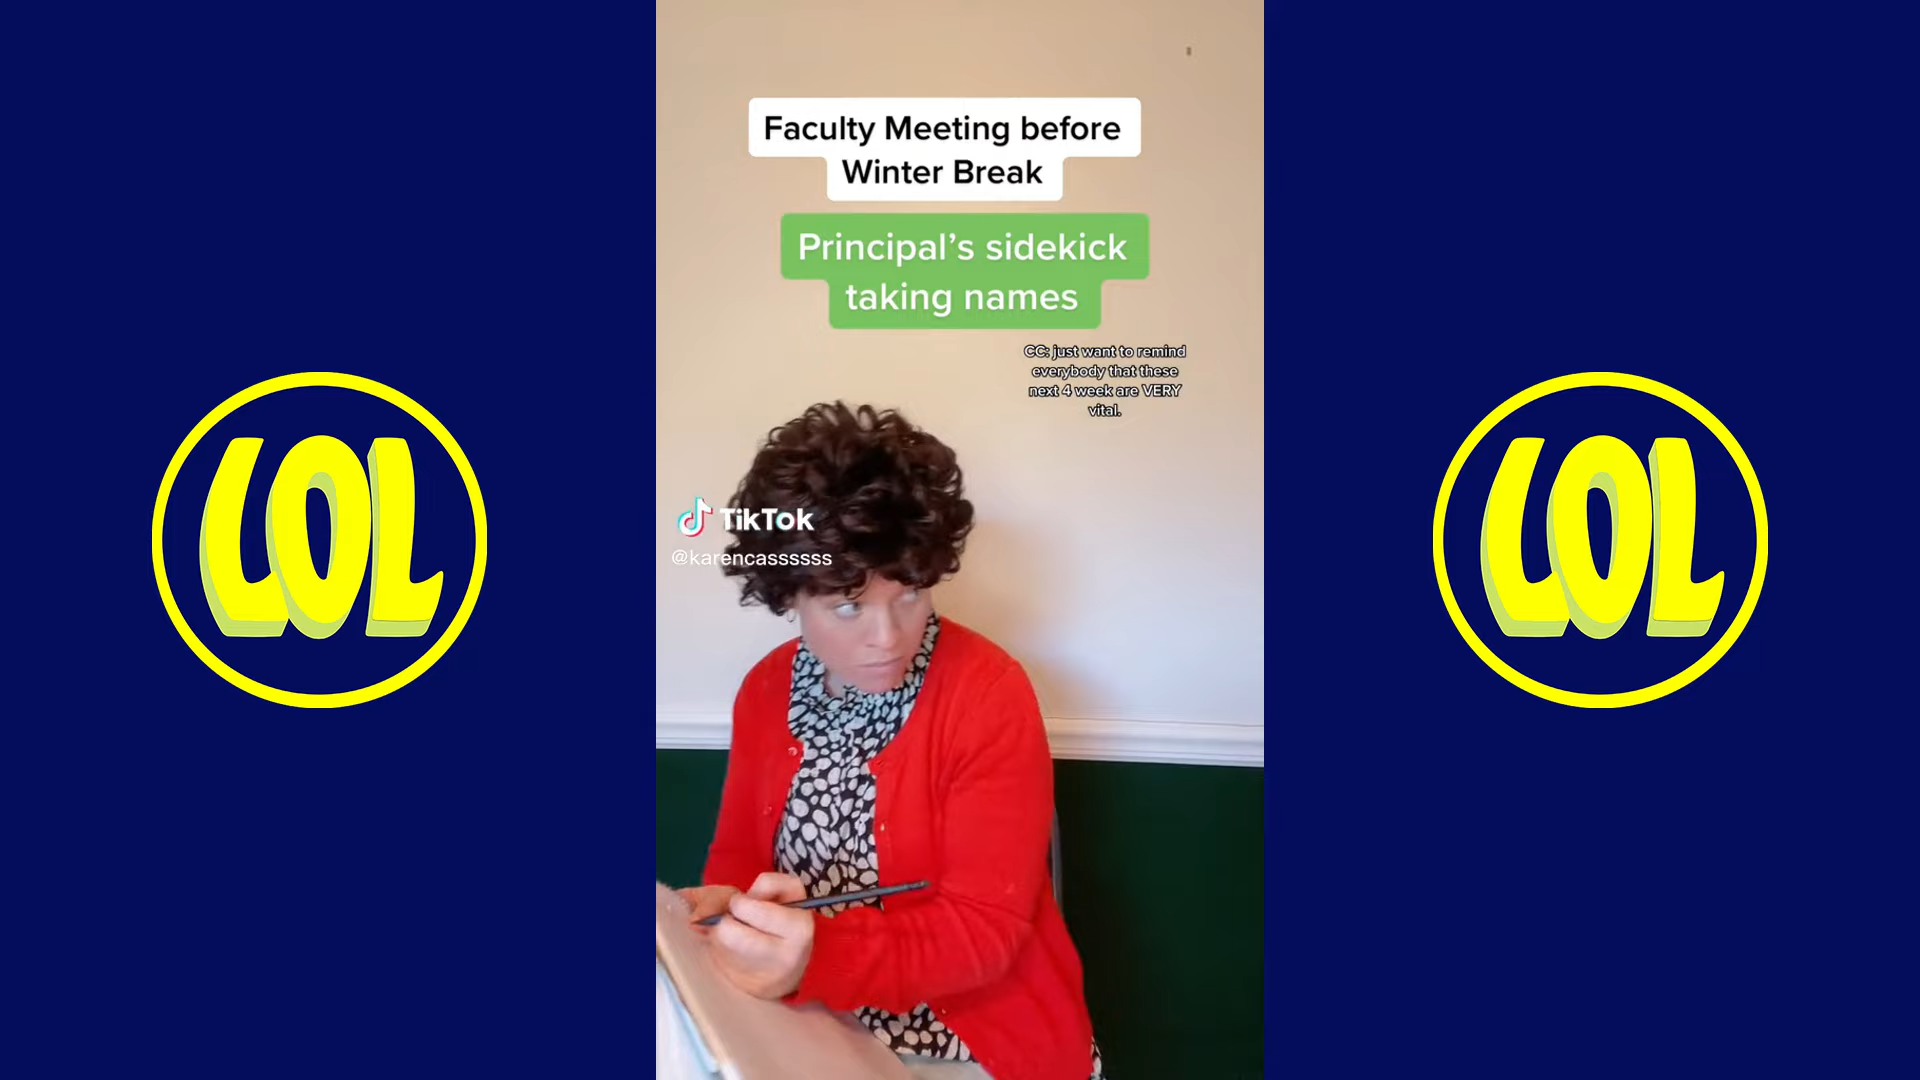 Faculty Meeting before
Winter Break
Principal's sidekick
taking names
CC: just want to remind
everybody that these
next 4 week are VERY
vital.
TikTok
@karencassssss
LOL
LOL